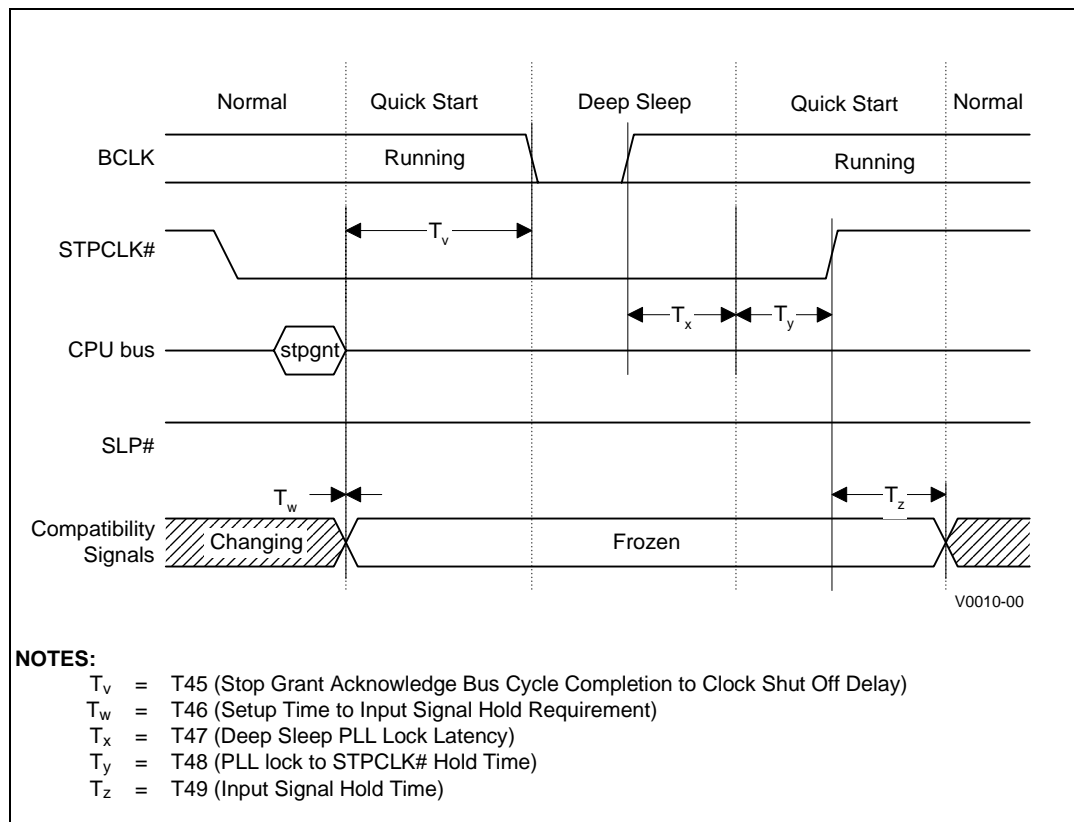 Normal Quick Start Deep Sleep Quick Start Normal
BCLK Running Running
STPCLK# Tv
Tx Ty
CPU bus stpgnt
SLP#
Tw Tz
Compatibility
Signals Changing Frozen
V0010-00
NOTES:
Tv = T45 (Stop Grant Acknowledge Bus Cycle Completion to Clock Shut Off Delay)
Tw = T46 (Setup Time to Input Signal Hold Requirement)
Tx = T47 (Deep Sleep PLL Lock Latency)
Ty = T48 (PLL lock to STPCLK# Hold Time)
Tz = T49 (Input Signal Hold Time)